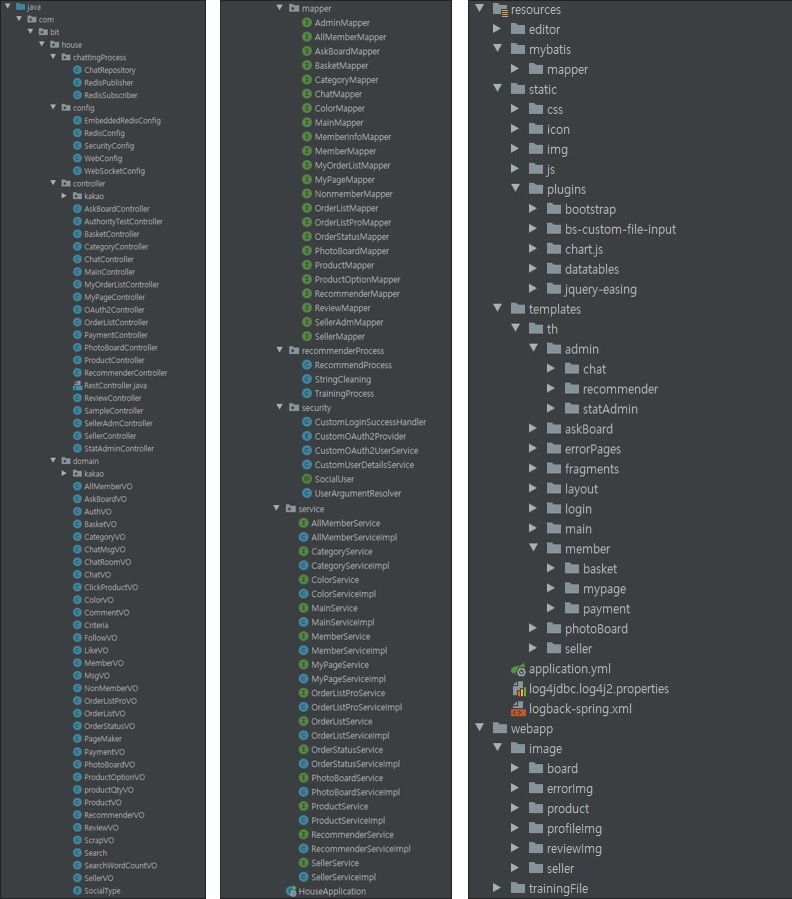 java
com
bit
house
chattingProcess
ChatRepository
RedisPublisher
RedisSubscriber
config
EmbeddedRedisConfig
RedisConfig
SecurityConfig
WebConfig
WebSocketConfig
controller
kakao
AskBoardController
AuthorityTestController
BasketController
CategoryController
ChatController
MainController
MyOrderListController
MyPageController
OAuth2Controller
OrderListController
PaymentController
PhotoBoardController
ProductController
RecommenderController
RestController.java
ReviewController
SampleController
SellerAdmController
SellerController
StatAdminController
domain
kakao
AllMemberVO
AskBoardVO
AuthVO
BasketVO
CategoryVO
ChatMsgVO
ChatRoomVO
ChatVO
ClickProductVO
ColorVO
CommentVO
Criteria
FollowVO
LikeVO
MemberVO
MsgVO
NonMemberVO
OrderListProVO
OrderListVO
OrderStatusVO
PageMaker
PaymentVO
PhotoBoardVO
ProductOptionVO
productQtyVO
ProductVO
RecommenderVO
ReviewVO
ScrapVO
Search
SearchWordCountVO
SellerVO
SocialType
mapper
AdminMapper
AllMemberMapper
AskBoardMapper
BasketMapper
CategoryMapper
ChatMapper
ColorMapper
MainMapper
MemberInfoMapper
MemberMapper
MyOrderListMapper
MyPageMapper
NonmemberMapper
OrderListMapper
OrderListProMapper
OrderStatusMapper
PhotoBoardMapper
ProductMapper
ProductOptionMapper
RecommenderMapper
ReviewMapper
SellerAdmMapper
SellerMapper
recommenderProcess
RecommendProcess
StringCleaning
TrainingProcess
security
CustomLoginSuccessHandler
CustomOAuth2Provider
CustomOAuth2UserService
CustomUserDetailsService
SocialUser
UserArgumentResolver
service
AllMemberService
AllMemberServiceImpl
CategoryService
CategoryServiceImpl
ColorService
ColorServiceImpl
MainService
MainServiceImpl
MemberService
MemberServiceImpl
MyPageService
MyPageServiceImpl
OrderListProService
OrderListProServiceImpl
OrderListService
OrderListServiceImpl
OrderStatusService
OrderStatusServiceImpl
PhotoBoardService
PhotoBoardServiceImpl
ProductService
ProductServiceImpl
RecommenderService
RecommenderServiceImpl
SellerService
SellerServiceImpl
HouseApplication
resources
editor
mybatis
mapper
static
css
icon
img
js
plugins
bootstrap
bs-custom-file-input
chart.js
datatables
jquery-easing
templates
th
admin
chat
recommender
statAdmin
askBoard
errorPages
fragments
layout
login
main
member
basket
mypage
payment
photoBoard
seller
application.yml
log4jdbc.log4j2.properties
logback-spring.xml
webapp
image
board
errorImg
product
profileImg
reviewImg
seller
trainingFile